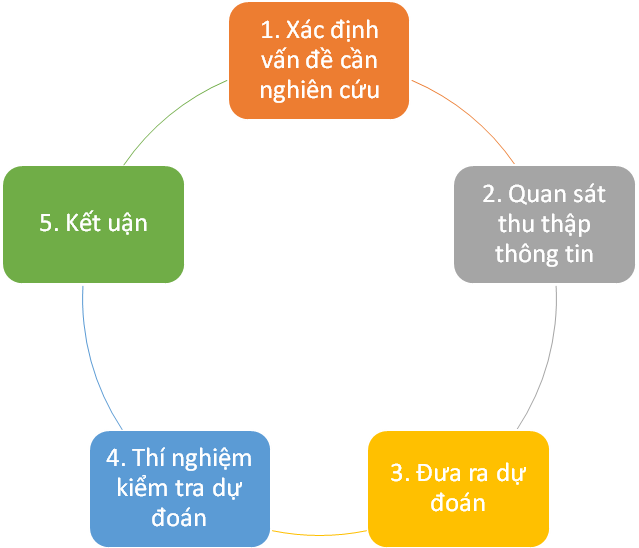 1. Xác định
vấn đề cần
nghiên cứu
2. Quan sát
thu thập
thông tin
3. Đưa ra dự
đoán
4. Thí nghiệm
kiểm tra dự
đoán
5. Kết uận